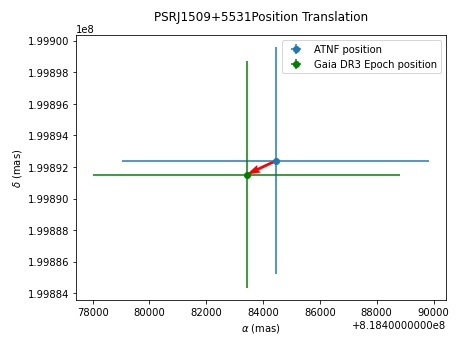 PSRJ1509+5531Position Translation
1e8
1.99900
1.99898
1.99896
1.99894
1.99892
1.99890
1.99888
1.99886
1.99884
δ (mas)
ATNF position
Gaia DR3 Epoch position
78000 80000 82000 84000 86000 88000 90000
α (mas)
+8.1840000000e8